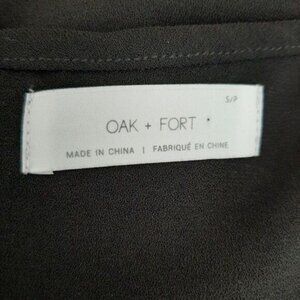 S/P
OAK + FORT
MADE IN CHINA | FABRIQUÉ EN CHINE